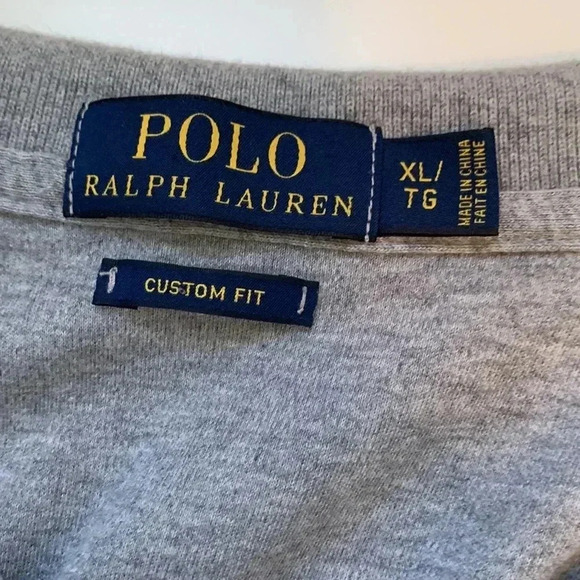 POLO
RALPH LAUREN
XL/
TG
MADE IN CHINA
FAIT EN CHINE
CUSTOM FIT